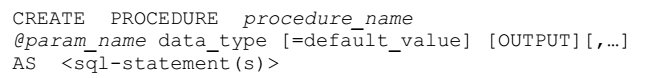 CREATE PROCEDURE procedure_name
@param_name data_type [=default_value] [OUTPUT][,…]
AS <sql-statement(s)>